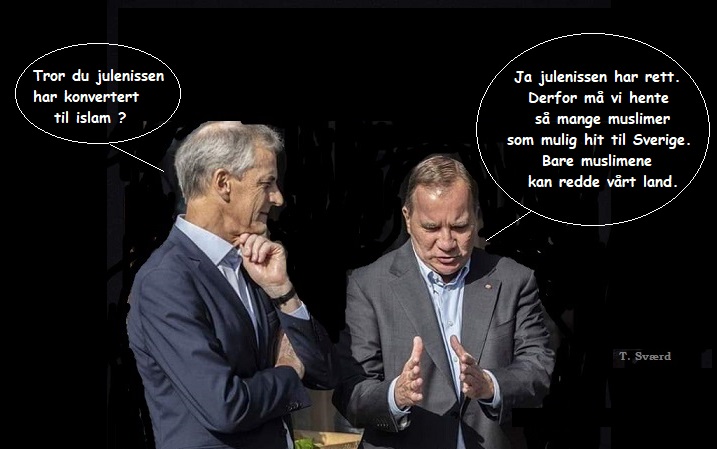 Tror du julenissen
har konvertert
til islam ?
Ja julenissen har rett.
Derfor må vi hente
så mange muslimer
som mulig hit til Sverige.
Bare muslimene
kan redde vårt land.
T. Sværd